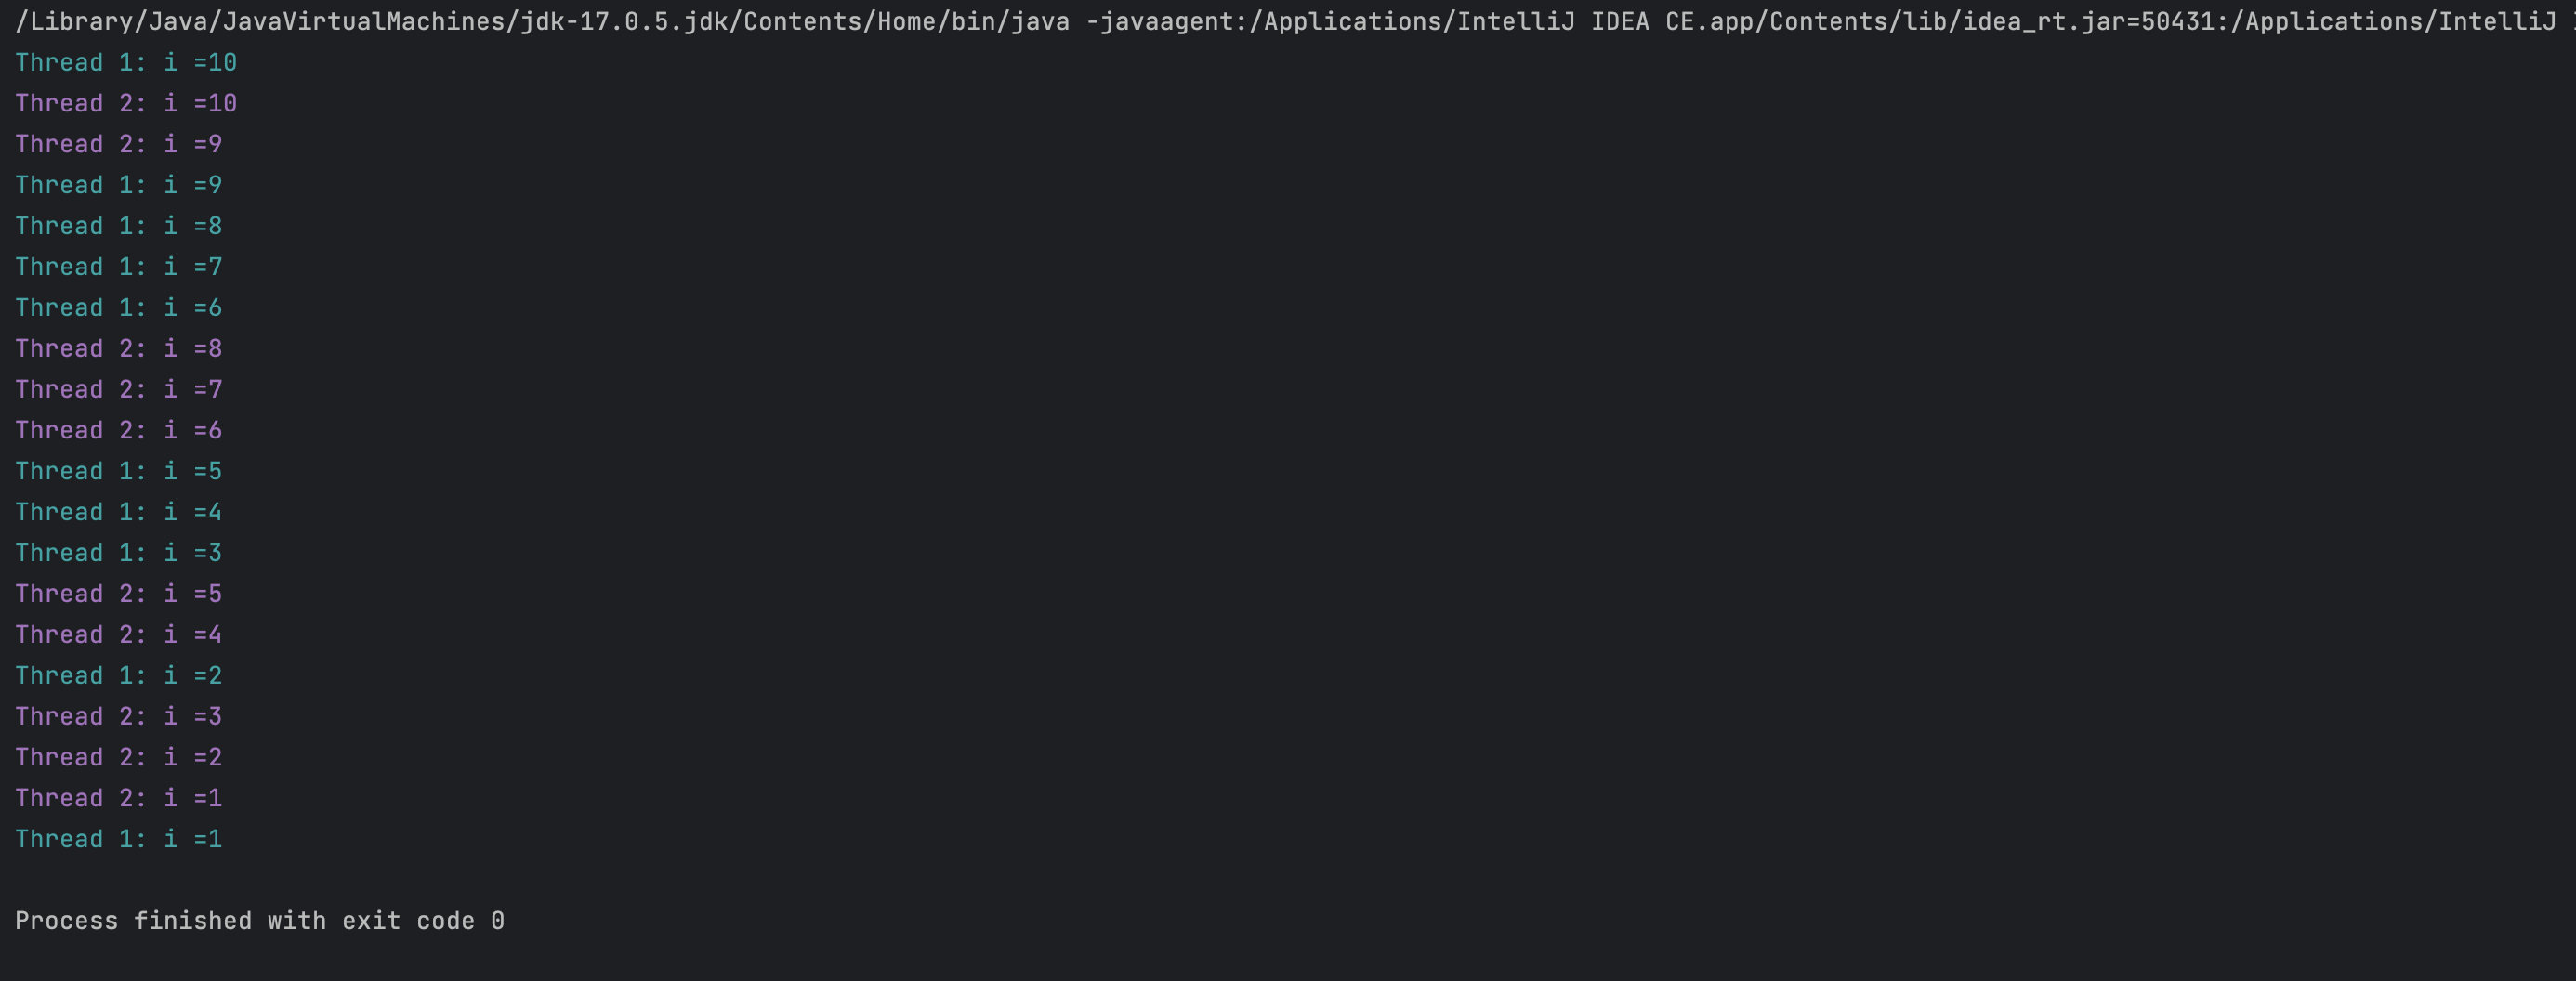 /Library/Java/JavaVirtualMachines/jdk-17.0.5.jdk/Contents/Home/bin/java -javaagent:/Applications/IntelliJ IDEA CE.app/Contents/lib/idea_rt.jar=50431:/Applications/IntelliJ
Thread 1: i =10
Thread 2: i =10
Thread 2: i =9
Thread 1: i =9
Thread 1: i =8
Thread 1: i =7
Thread 1: i =6
Thread 2: i =8
Thread 2: i =7
Thread 2: i =6
Thread 1: i =5
Thread 1: i =4
Thread 1: i =3
Thread 2: i =5
Thread 2: i =4
Thread 1: i =2
Thread 2: i =3
Thread 2: i =2
Thread 2: i =1
Thread 1: i =1
Process finished with exit code 0